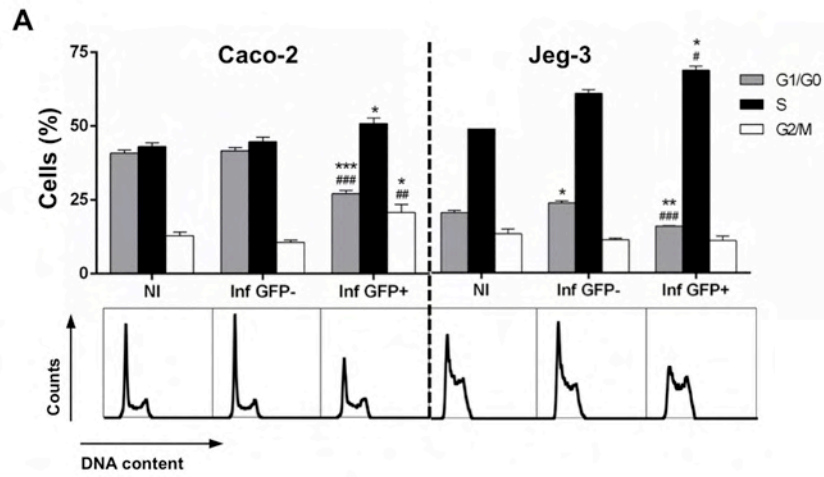 A
Caco-2
Jeg-3
Cells (%)
75
50
25
0
***
###
*
*
##
*
**
###
*
#
G1/G0
S
G2/M
NI
Inf GFP-
Inf GFP+
NI
Inf GFP-
Inf GFP+
Counts
DNA content